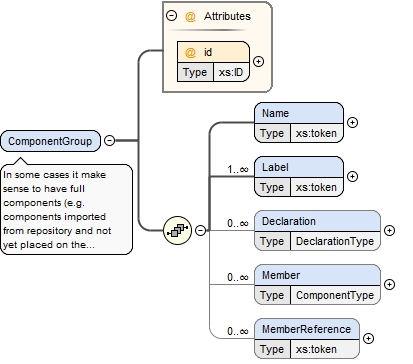 @ Attributes
@ id
Type xs:ID
ComponentGroup
In some cases it make
sense to have full
components (e.g.
components imported
from repository and not
yet placed on the...
Name
Type xs:token
1..∞
Label
Type xs:token
0..∞
Declaration
Type DeclarationType
0..∞
Member
Type ComponentType
0..∞
MemberReference
Type xs:token